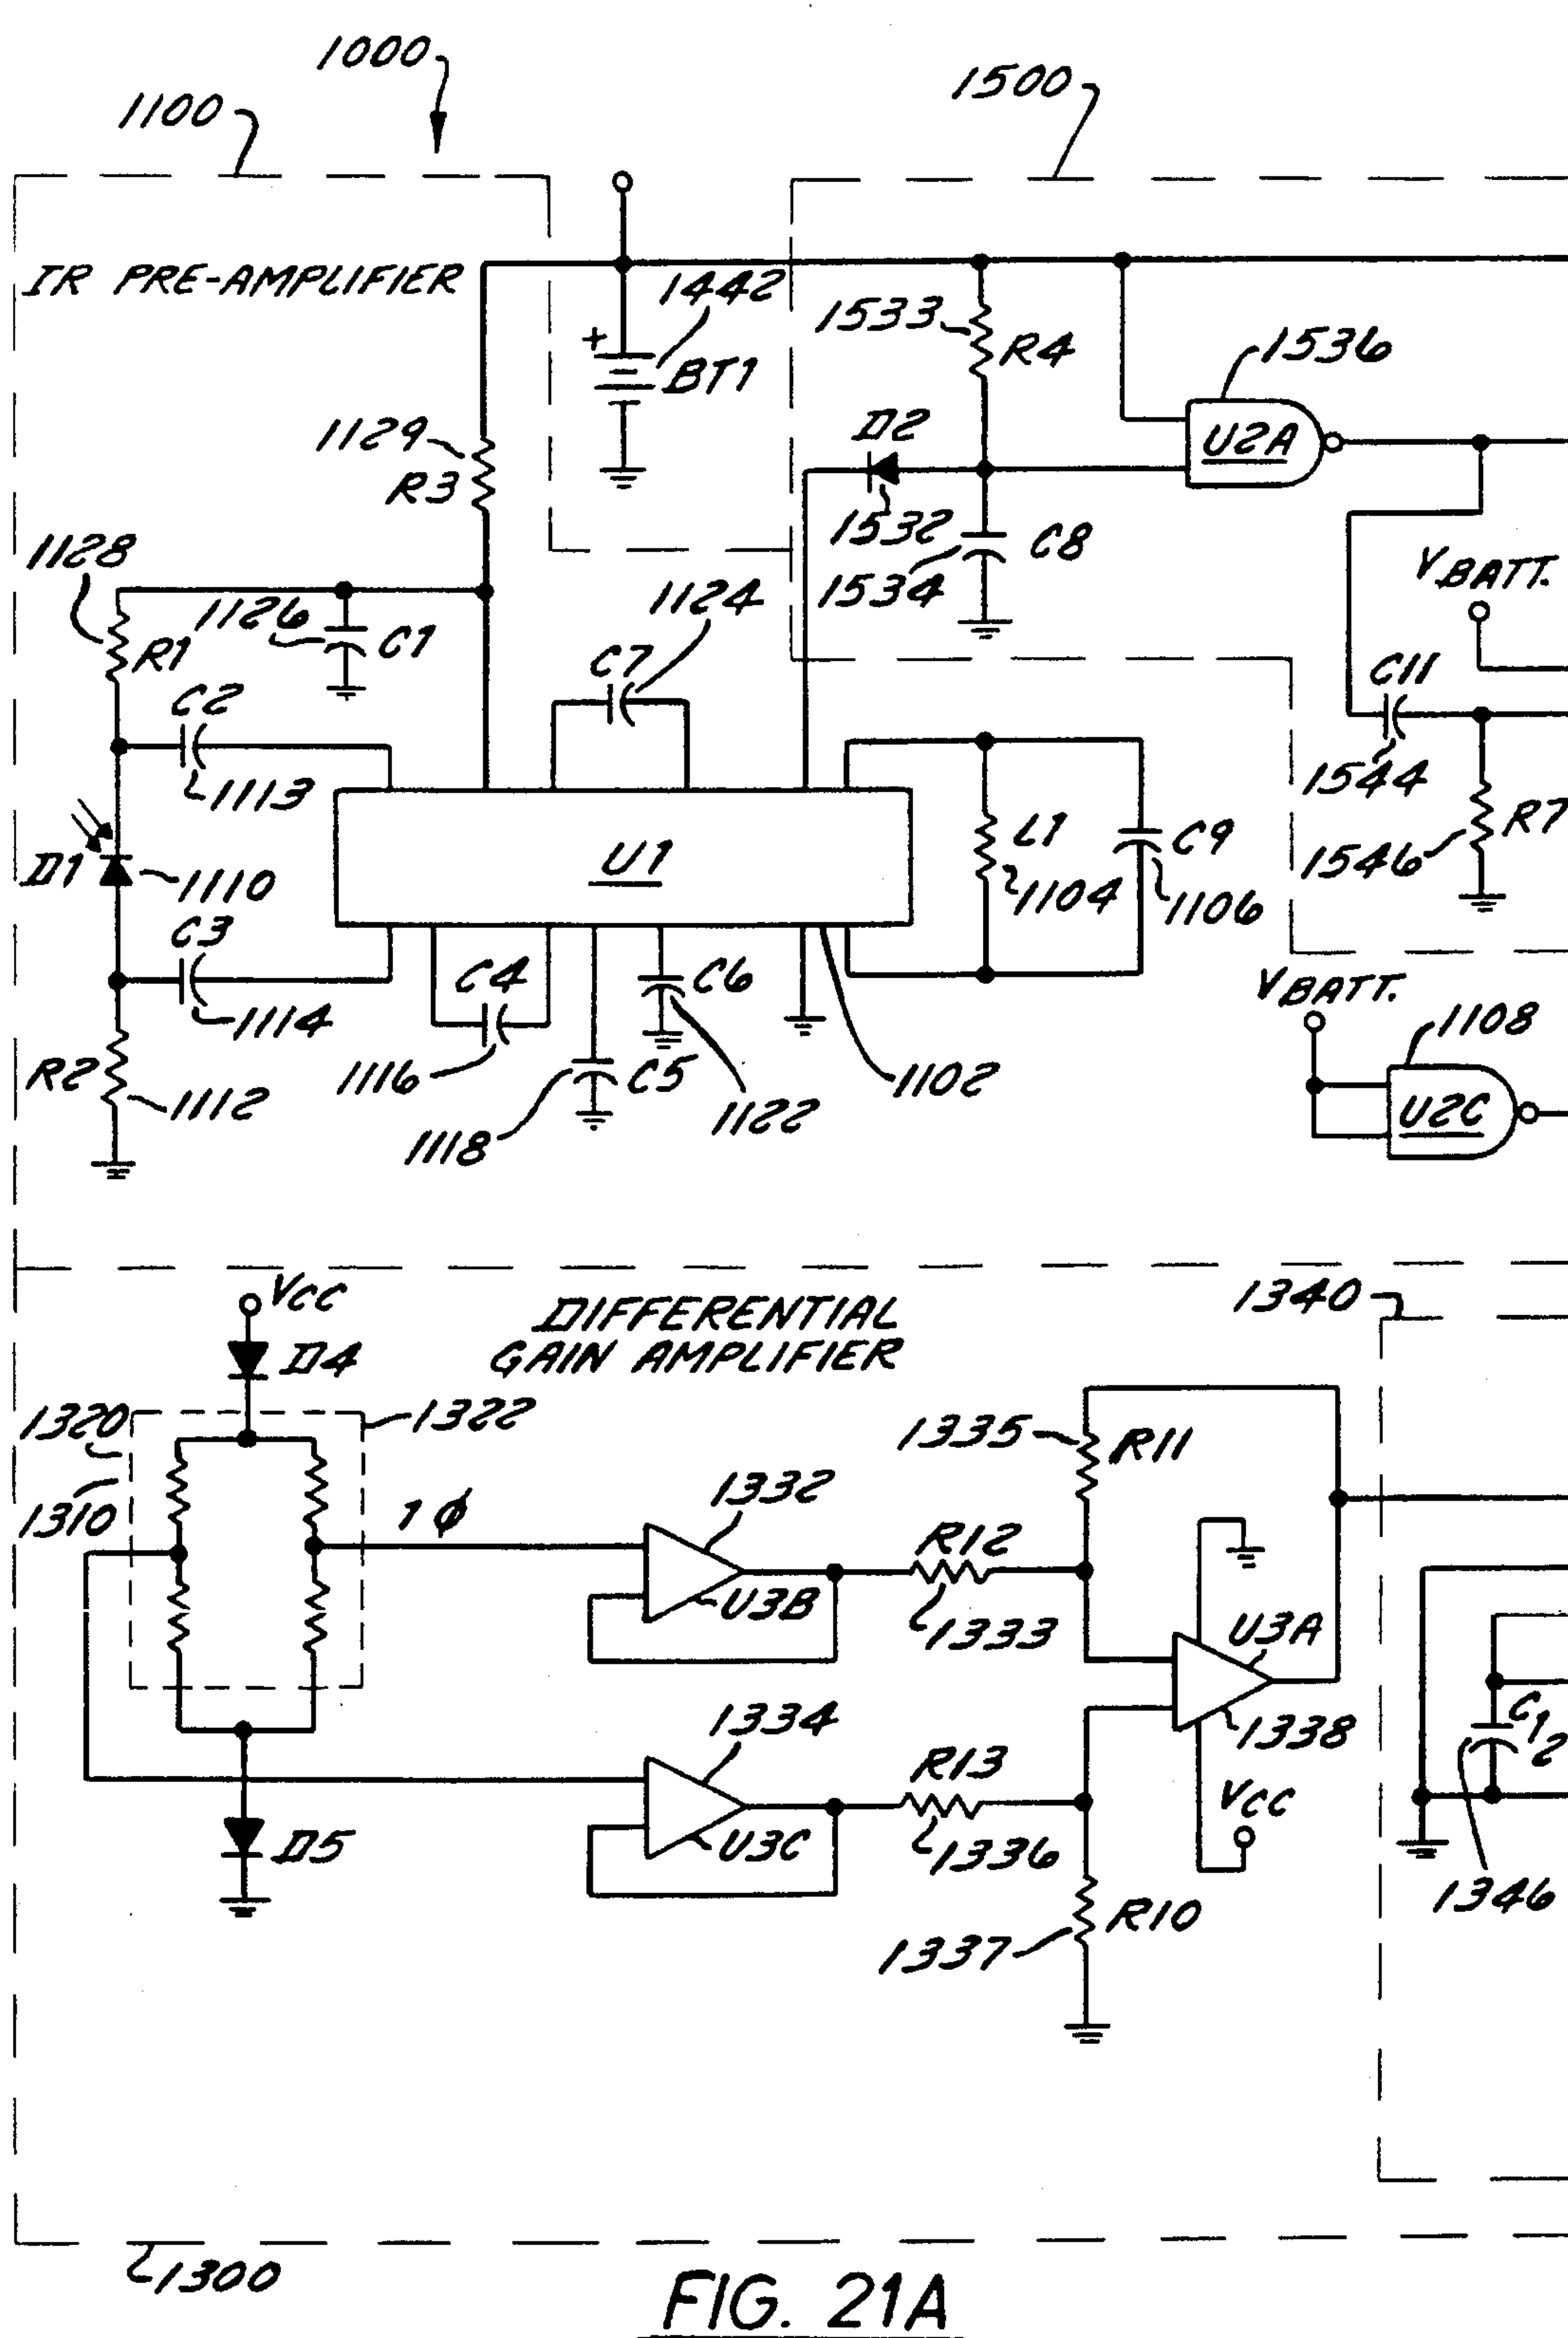 1000
1100
1500
IR PRE-AMPLIFIER
1442
+
BT1
1533
R4
1536
U2A
D2
1532
1534
C8
1129
R3
1128
R1
1126
C1
C7
1124
VBATT.
C11
1544
1546
R7
C2
1113
D1
1110
U1
L1
1104
C9
1106
C3
1114
C4
1116
C5
1118
C6
1122
1102
R2
1112
VBATT.
1108
U2C
VCC
D4
DIFFERENTIAL
GAIN AMPLIFIER
1340
1320
1322
1310
1φ
1332
U3B
R12
1333
1335
R11
U3A
1338
VCC
1334
U3C
R13
1336
D5
R10
1337
C12
1346
1300
FIG. 21A